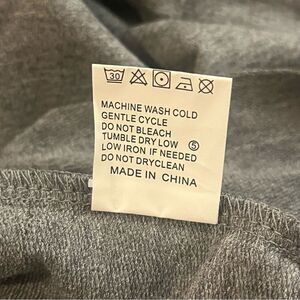 30
MACHINE WASH COLD
GENTLE CYCLE
DO NOT BLEACH
TUMBLE DRY LOW ⑤
LOW IRON IF NEEDED
DO NOT DRYCLEAN
MADE IN CHINA